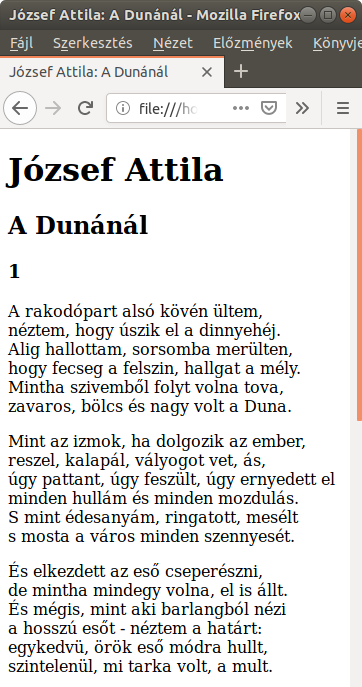 József Attila: A Dunánál - Mozilla Firefox
Fájl Szerkesztés Nézet Előzmények Könyvje
József Attila: A Dunánál
file:///ho
József Attila
A Dunánál
1
A rakodópart alsó kövén ültem,
néztem, hogy úszik el a dinnyehéj.
Alig hallottam, sorsomba merülten,
hogy fecseg a felszin, hallgat a mély.
Mintha szivemből folyt volna tova,
zavaros, bölcs és nagy volt a Duna.
Mint az izmok, ha dolgozik az ember,
reszel, kalapál, vályogot vet, ás,
úgy pattant, úgy feszült, úgy ernyedett el
minden hullám és minden mozdulás.
S mint édesanyám, ringatott, mesélt
s mosta a város minden szennyesét.
És elkezdett az eső cseperészni,
de mintha mindegy volna, el is állt.
És mégis, mint aki barlangból nézi
a hosszú esőt - néztem a határt:
egykedvü, örök eső módra hullt,
szintelenül, mi tarka volt, a mult.